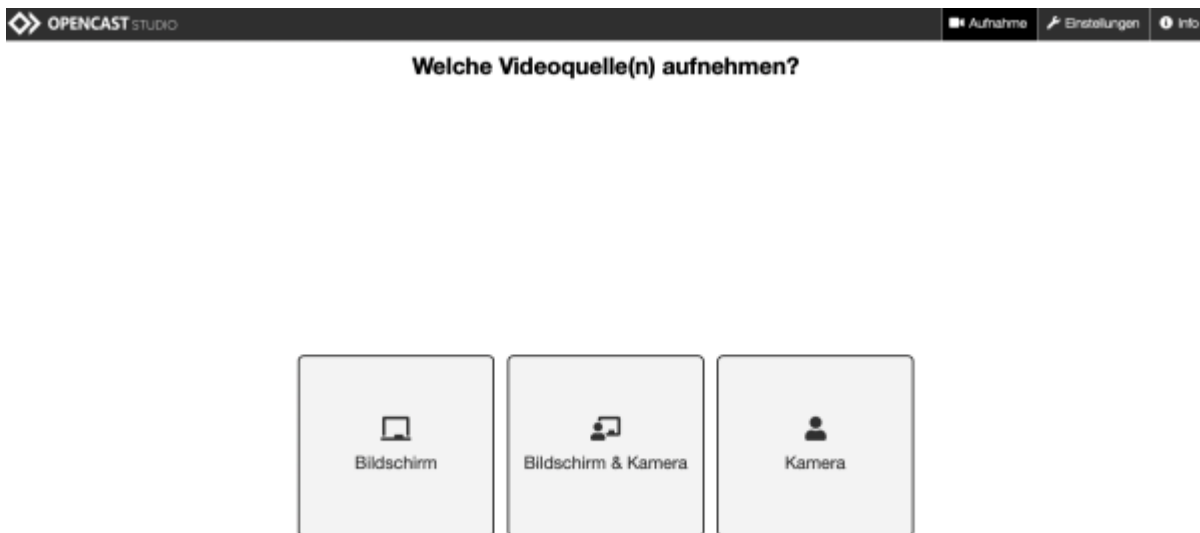 OPENCAST STUDIO Aufnahme Einstellungen Info
Welche Videoquelle(n) aufnehmen?
Bildschirm Bildschirm & Kamera Kamera